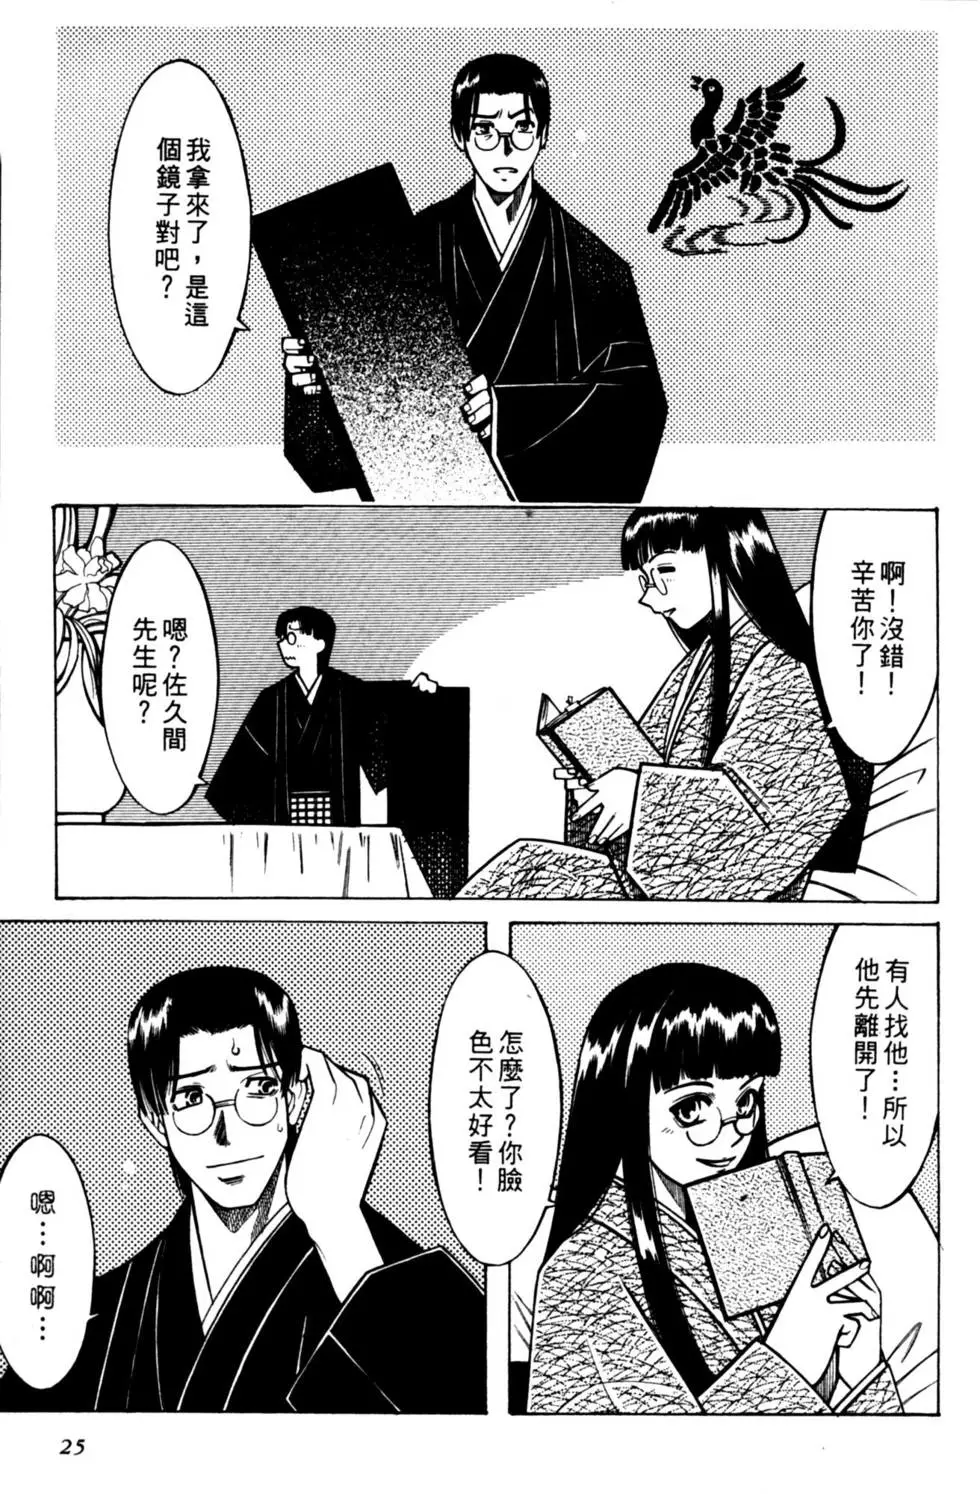 我拿來了，是這
個鏡子對吧？
啊！沒錯！
辛苦你了！
嗯？佐久間
先生呢？
有人找他…所以
他先離開了！
怎麼了？你臉
色不太好看！
嗯…啊啊…
25